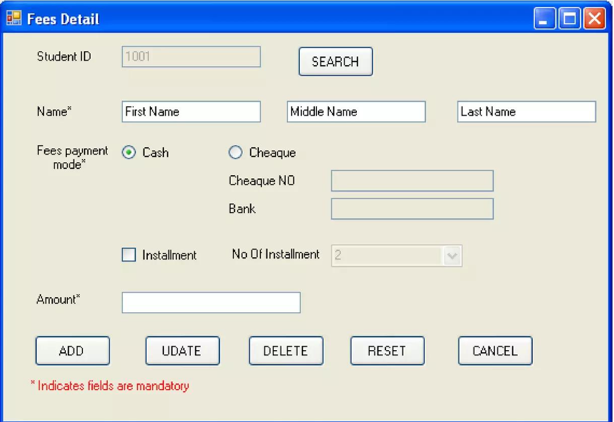 Fees Detail
Student ID 1001 SEARCH
Name* First Name Middle Name Last Name
Fees payment Cash Cheaque
mode*
Cheaque NO
Bank
Installment No Of Installment 2
Amount*
ADD UDATE DELETE RESET CANCEL
* Indicates fields are mandatory